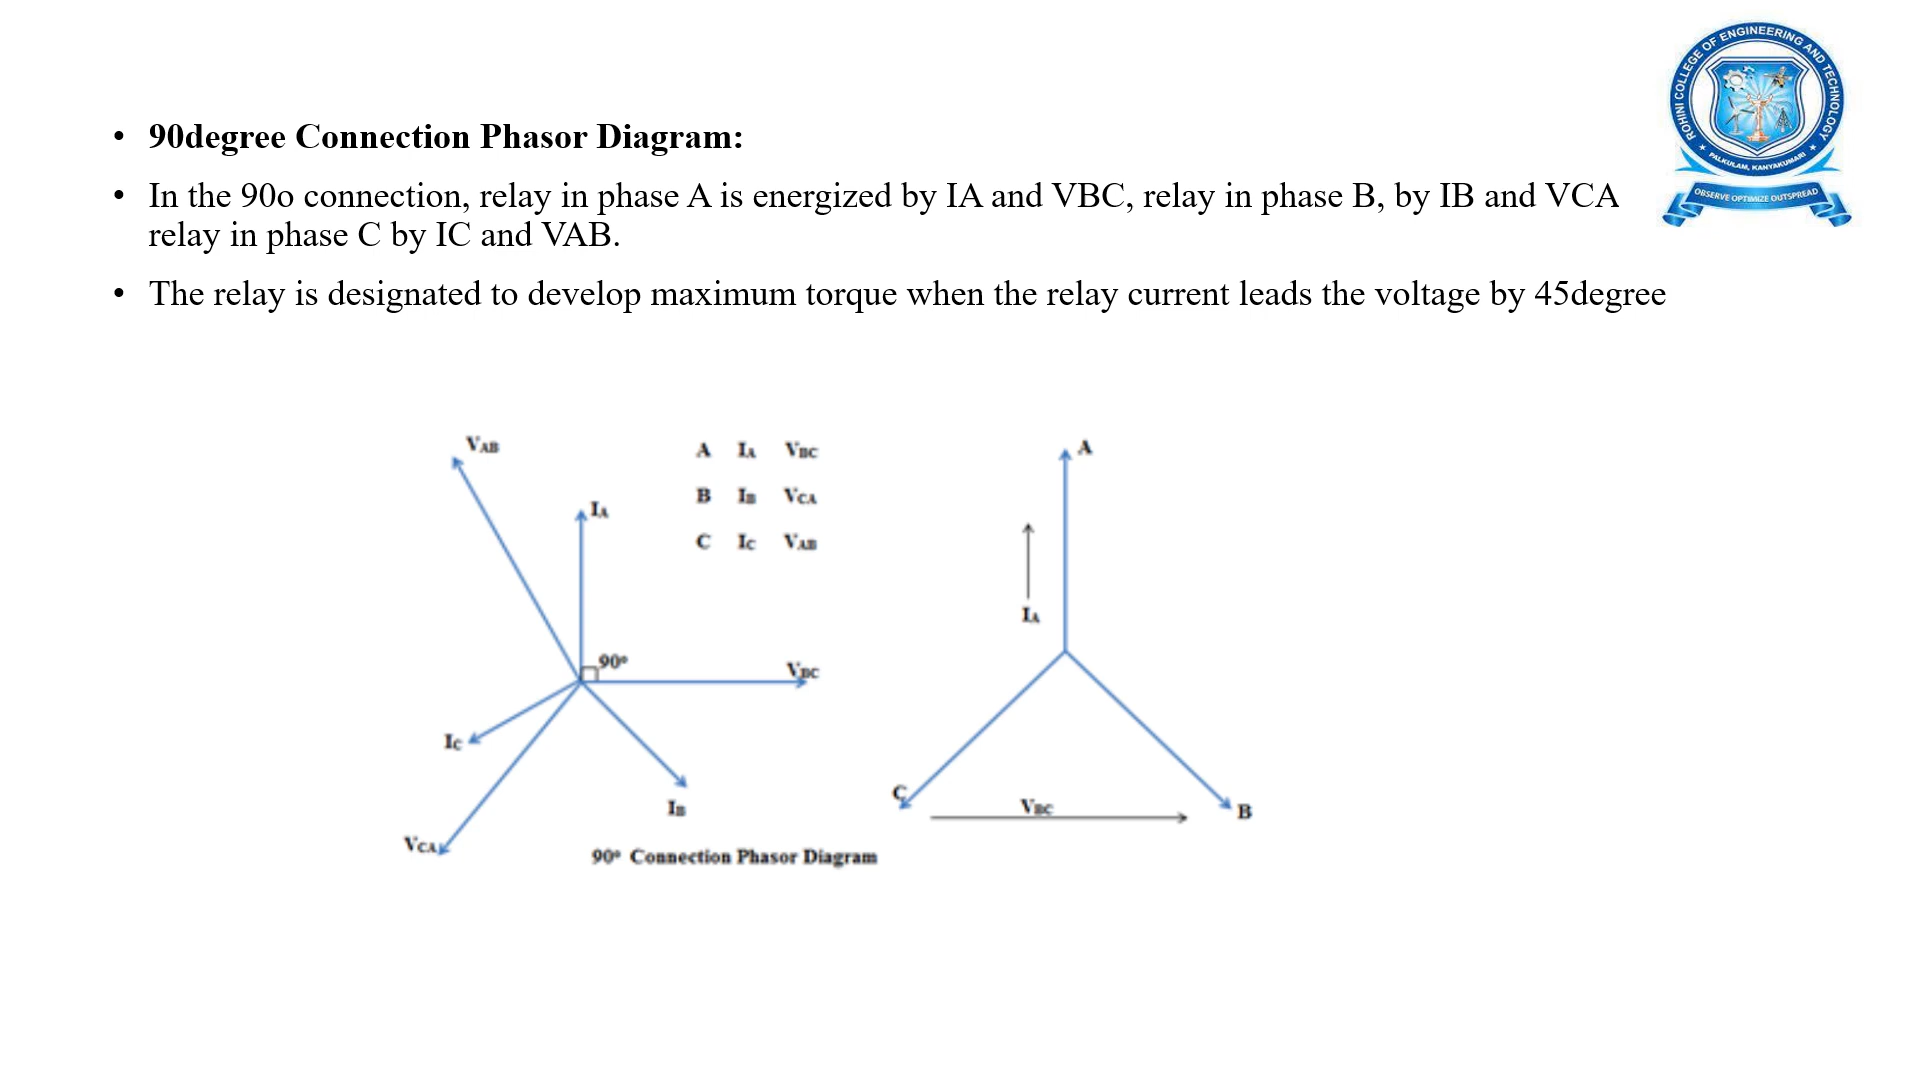 ROHINI COLLEGE OF ENGINEERING AND TECHNOLOGY
PALKULAM, KANYAKUMARI
OBSERVE OPTIMIZE OUTSPREAD
• 90degree Connection Phasor Diagram:
• In the 90o connection, relay in phase A is energized by IA and VBC, relay in phase B, by IB and VCA
relay in phase C by IC and VAB.
• The relay is designated to develop maximum torque when the relay current leads the voltage by 45degree
VAB
IA
A IA VBC
B IB VCA
C IC VAB
90°
VBC
IC
IB
VCA
A
IA
C
VBC
B
90° Connection Phasor Diagram